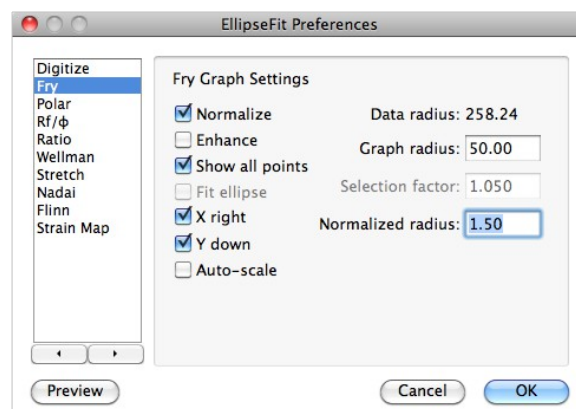 EllipseFit Preferences
Digitize
Fry
Polar
Rf/ϕ
Ratio
Wellman
Stretch
Nadai
Flinn
Strain Map
Fry Graph Settings
Normalize
Enhance
Show all points
Fit ellipse
X right
Y down
Auto-scale
Data radius: 258.24
Graph radius: 50.00
Selection factor: 1.050
Normalized radius: 1.50
Preview
Cancel
OK